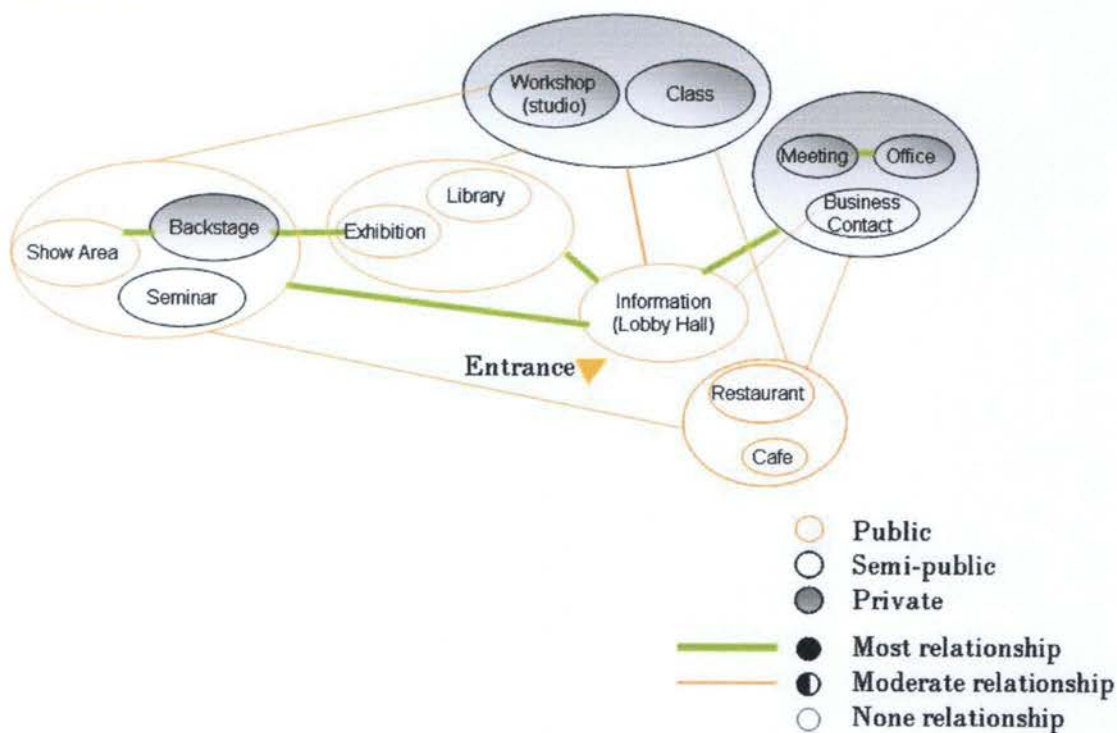 Workshop
(studio)
Class
Meeting
Office
Business
Contact
Library
Exhibition
Backstage
Show Area
Seminar
Information
(Lobby Hall)
Entrance
Restaurant
Cafe
Public
Semi-public
Private
Most relationship
Moderate relationship
None relationship